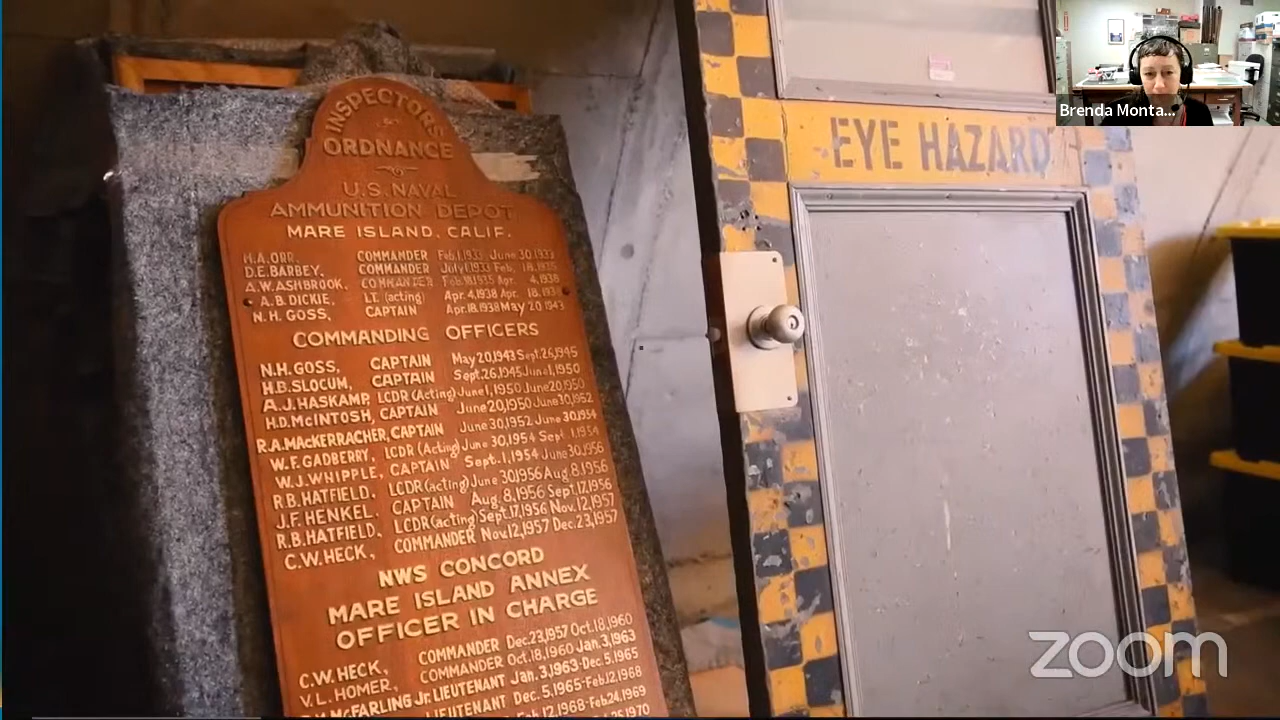 INSPECTORS
ORDNANCE
U.S. NAVAL
AMMUNITION DEPOT
MARE ISLAND, CALIF.
H.A. ORR, COMMANDER Feb.1,1933 June 30,1933
D.E. BARBEY, COMMANDER July 1,1933 Feb. 18,1935
A.W. ASHBROOK, COMMANDER Feb.18,1935 Apr. 4,1938
A.B. DICKIE, LT. (acting) Apr. 4,1938 Apr. 18, 1938
N.H. GOSS, CAPTAIN Apr.18,1938 May 20 1943
COMMANDING OFFICERS
N.H. GOSS, CAPTAIN May 20,1943 Sept.26,1945
H.B. SLOCUM, CAPTAIN Sept.26,1945 June 1,1950
A.J. HASKAMP, LCDR (Acting) June 1,1950 June 20,1950
H.D. McINTOSH, CAPTAIN June 20,1950 June 30,1952
R.A. MacKERRACHER, CAPTAIN June 30,1952 June 30,1954
W.F. GADBERRY, LCDR (Acting) June 30,1954 Sept. 1,1954
W.J. WHIPPLE, CAPTAIN Sept.1,1954 June 30,1956
R.B. HATFIELD, LCDR (acting) June 30,1956 Aug. 8,1956
J.F. HENKEL, CAPTAIN Aug. 8,1956 Sept.17,1956
R.B. HATFIELD, LCDR (acting) Sept.17,1956 Nov. 12,1957
C.W. HECK, COMMANDER Nov.12,1957 Dec.23,1957
NWS CONCORD
MARE ISLAND ANNEX
OFFICER IN CHARGE
C.W. HECK, COMMANDER Dec.23,1957 Oct.18,1960
V.L. HOMER, COMMANDER Oct.18,1960 Jan.3,1963
McFARLING Jr. LIEUTENANT Jan.3,1963-Dec.5,1965
LIEUTENANT Dec.5,1965-Feb.12,1968
Feb.12,1968-Feb.24,1969
EYE HAZARD
Brenda Monta...
zoom